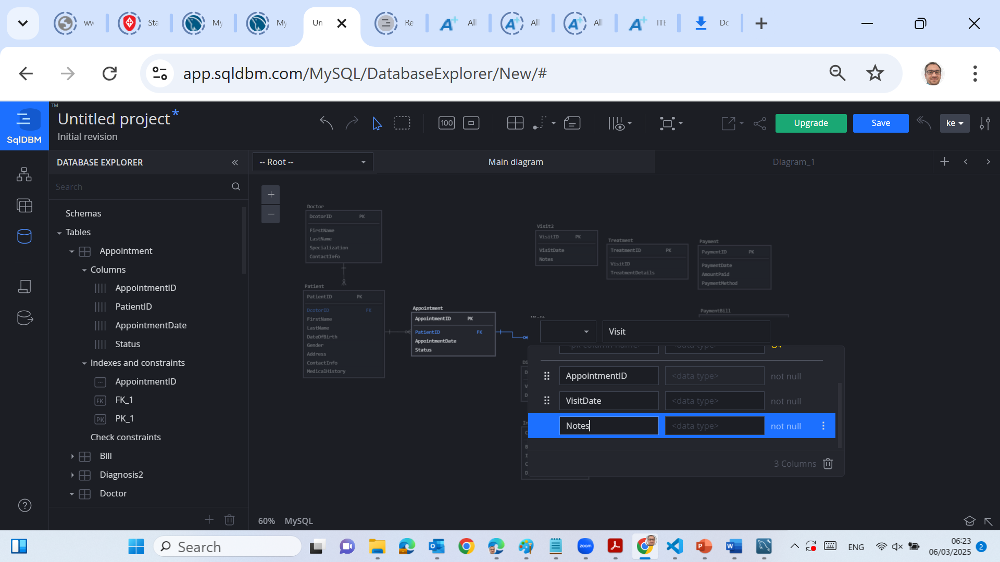 ww
Sta
My
My
Un
Re
All
All
All
ITE
Do
app.sqldbm.com/MySQL/DatabaseExplorer/New/#
SqlDBM
TM
Untitled project*
Initial revision
100
Upgrade
Save
ke
DATABASE EXPLORER
-- Root --
Main diagram
Diagram_1
Search
Schemas
Tables
Appointment
Columns
AppointmentID
PatientID
AppointmentDate
Status
Indexes and constraints
AppointmentID
FK FK_1
PK PK_1
Check constraints
Bill
Diagnosis2
Doctor
Doctor
DcotorID PK
FirstName
LastName
Specialization
ContactInfo
Patient
PatientID PK
DcotorID FK
FirstName
LastName
DateOfBirth
Gender
Address
ContactInfo
MedicalHistory
Appointment
AppointmentID PK
PatientID FK
AppointmentDate
Status
Visit2
VisitID PK
VisitDate
Notes
Treatment
TreatmentID PK
VisitID
TreatmentDetails
Payment
PaymentID PK
PaymentDate
AmountPaid
PaymentMethod
PaymentBill
Visit
AppointmentID <data type> not null
VisitDate <data type> not null
Notes <data type> not null
3 Columns
60% MySQL
Search
zoom
ENG
06:23
06/03/2025
2